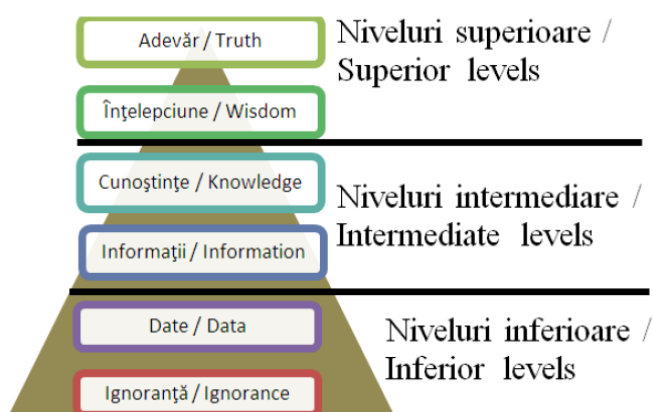 Adevăr / Truth
Niveluri superioare /
Superior levels
Înţelepciune / Wisdom
Cunoştinţe / Knowledge
Niveluri intermediare /
Intermediate levels
Informaţii / Information
Date / Data
Niveluri inferioare /
Inferior levels
Ignoranţă / Ignorance